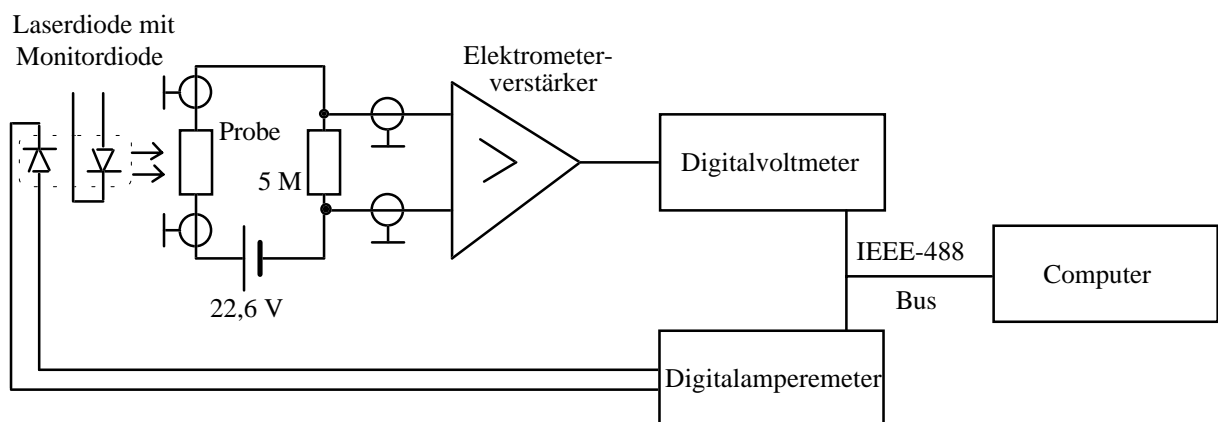 Laserdiode mit
Monitordiode
Elektrometer-
verstärker
Probe
5 M
22,6 V
Digitalvoltmeter
IEEE-488
Bus
Computer
Digitalamperemeter